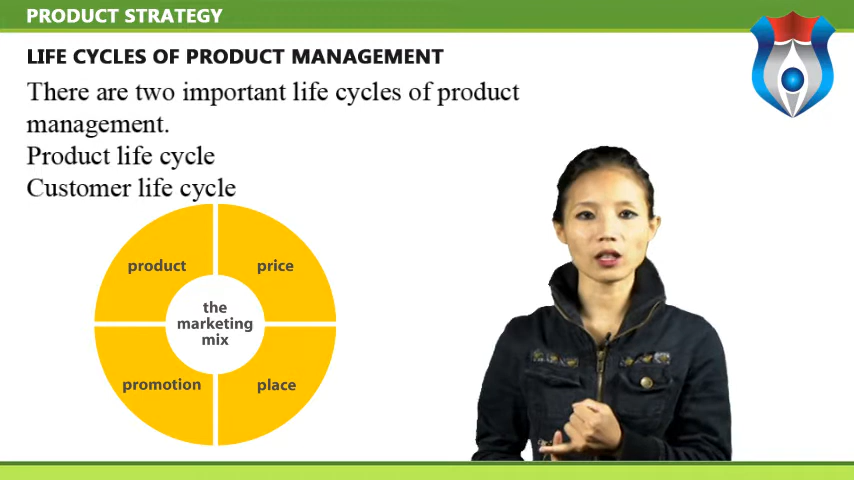 PRODUCT STRATEGY
LIFE CYCLES OF PRODUCT MANAGEMENT
There are two important life cycles of product
management.
Product life cycle
Customer life cycle
product
price
the
marketing
mix
promotion
place